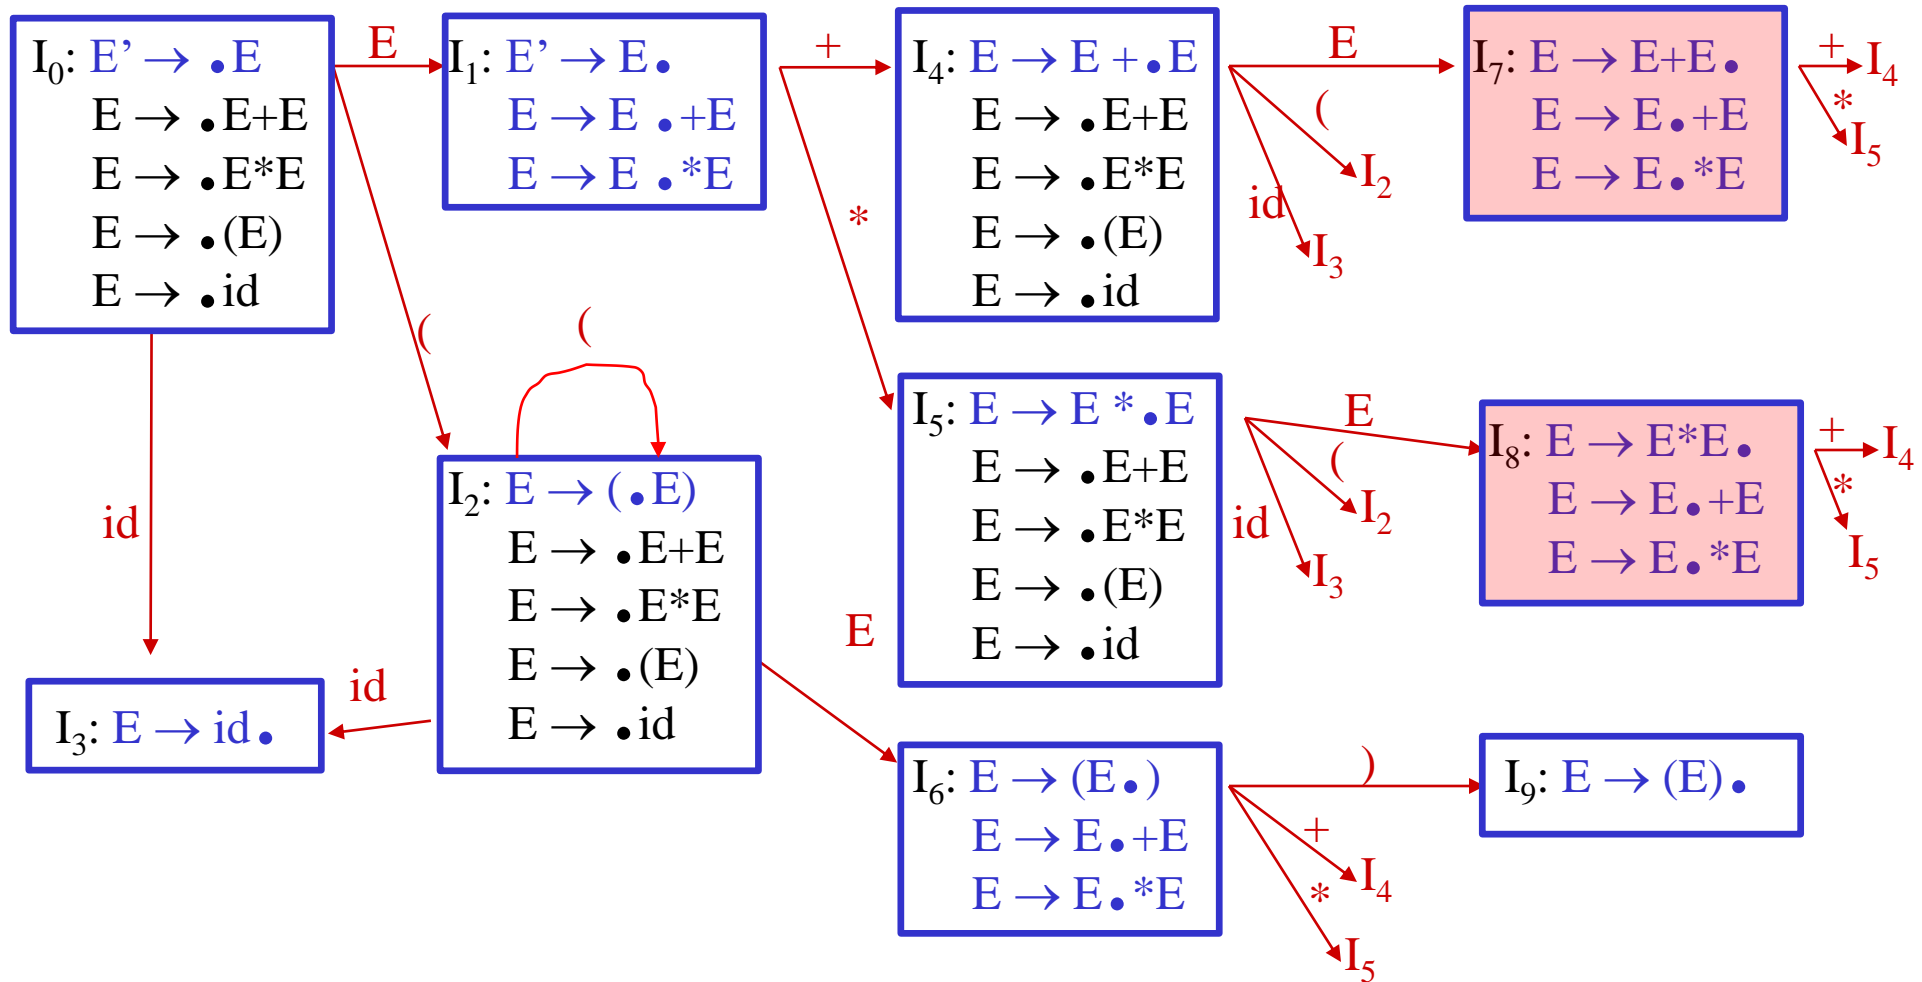 I₀: E’ → .E
E → .E+E
E → .E*E
E → .(E)
E → .id
E
(
id
I₁: E’ → E.
E → E .+E
E → E .*E
+
*
I₄: E → E + .E
E → .E+E
E → .E*E
E → .(E)
E → .id
E
(
id
I₂
I₃
I₇: E → E+E.
E → E.+E
E → E.*E
+
I₄
*
I₅
(
I₂: E → (.E)
E → .E+E
E → .E*E
E → .(E)
E → .id
id
E
I₃: E → id.
I₅: E → E * .E
E → .E+E
E → .E*E
E → .(E)
E → .id
E
(
id
I₂
I₃
I₈: E → E*E.
E → E.+E
E → E.*E
+
I₄
*
I₅
I₆: E → (E.)
E → E.+E
E → E.*E
)
+
*
I₄
I₅
I₉: E → (E).